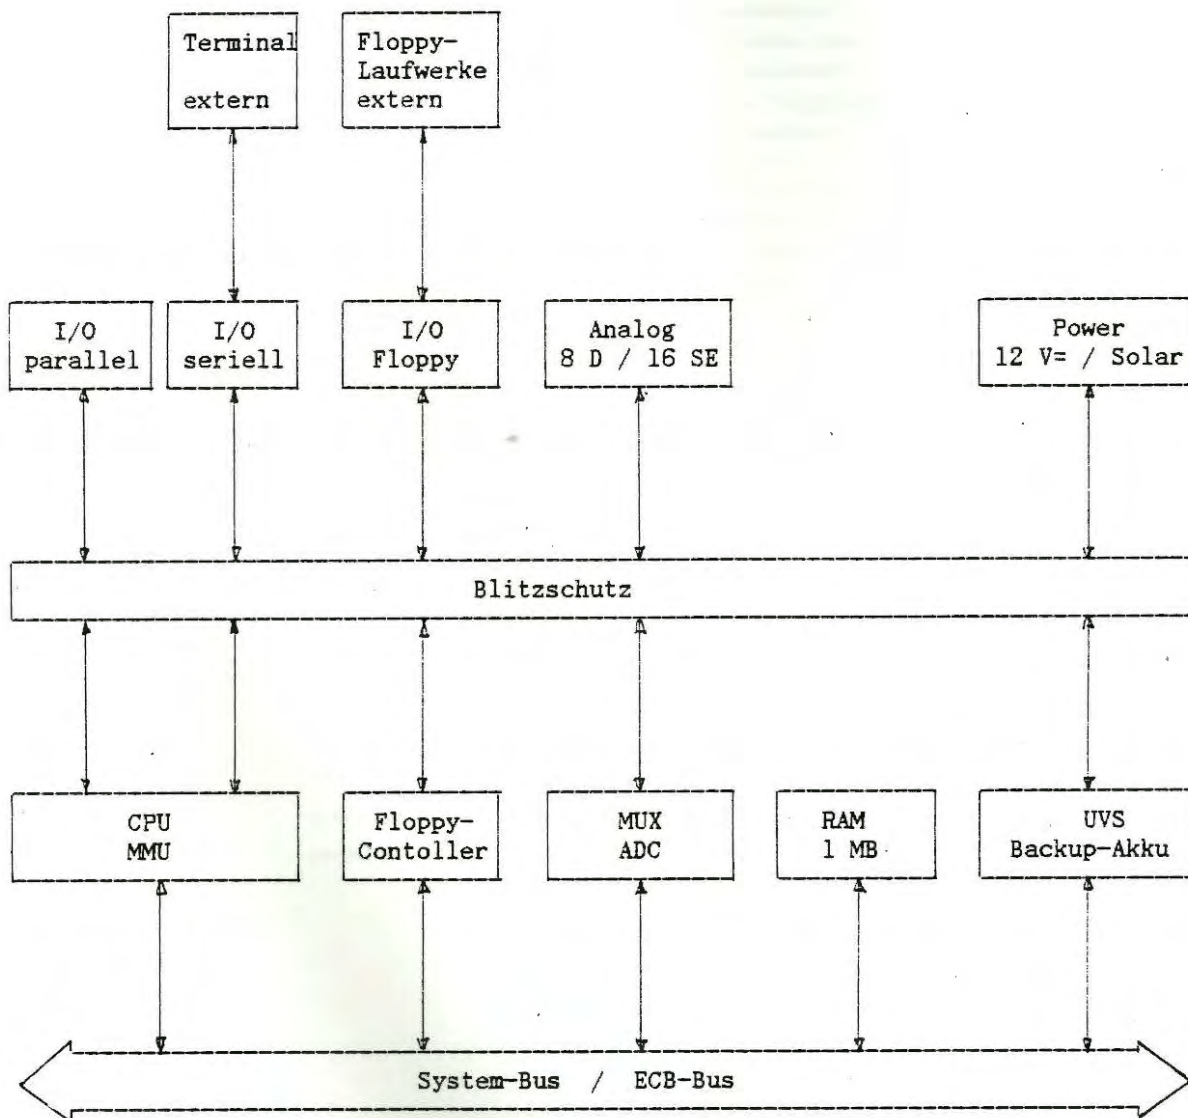 Terminal
extern
Floppy-
Laufwerke
extern
I/O
parallel
I/O
seriell
I/O
Floppy
Analog
8 D / 16 SE
Power
12 V= / Solar
Blitzschutz
CPU
MMU
Floppy-
Contoller
MUX
ADC
RAM
1 MB
UVS
Backup-Akku
System-Bus / ECB-Bus